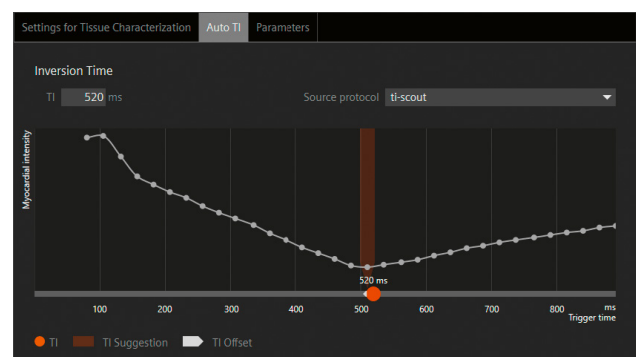 Settings for Tissue Characterization Auto TI Parameters
Inversion Time
TI 520 ms Source protocol ti-scout
Myocardial intensity
520 ms
100 200 300 400 500 600 700 800 ms
Trigger time
TI TI Suggestion TI Offset